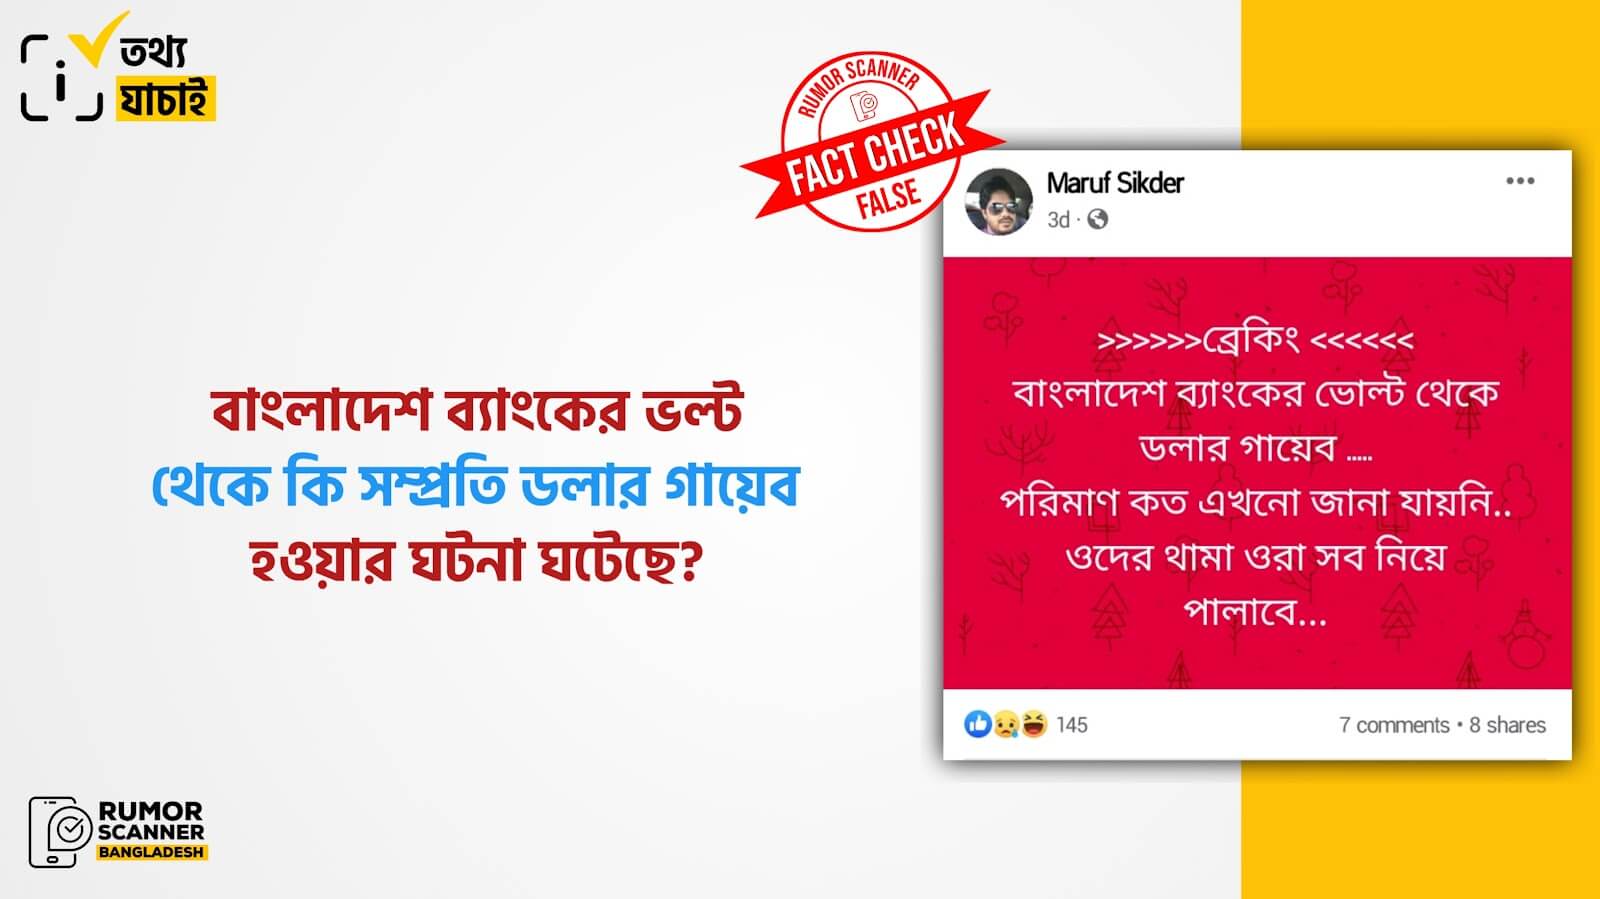 তথ্য
যাচাই
RUMOR SCANNER
FACT CHECK
FALSE
বাংলাদেশ ব্যাংকের ভল্ট
থেকে কি সম্প্রতি ডলার গায়েব
হওয়ার ঘটনা ঘটেছে?
Maruf Sikder
3d ·
>>>>>>ব্রেকিং <<<<<<
বাংলাদেশ ব্যাংকের ভোল্ট থেকে
ডলার গায়েব .....
পরিমাণ কত এখনো জানা যায়নি..
ওদের থামা ওরা সব নিয়ে
পালাবে...
145
7 comments • 8 shares
RUMOR
SCANNER
BANGLADESH